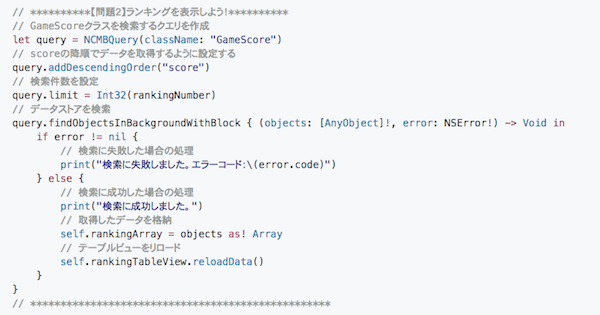 // **********【問題2】ランキングを表示しよう!**********
// GameScoreクラスを検索するクエリを作成
let query = NCMBQuery(className: "GameScore")
// scoreの降順でデータを取得するように設定する
query.addDescendingOrder("score")
// 検索件数を設定
query.limit = Int32(rankingNumber)
// データストアを検索
query.findObjectsInBackgroundWithBlock { (objects: [AnyObject]!, error: NSError!) -> Void in
    if error != nil {
        // 検索に失敗した場合の処理
        print("検索に失敗しました。エラーコード:\(error.code)")
    } else {
        // 検索に成功した場合の処理
        print("検索に成功しました。")
        // 取得したデータを格納
        self.rankingArray = objects as! Array
        // テーブルビューをリロード
        self.rankingTableView.reloadData()
    }
}
// **************************************************